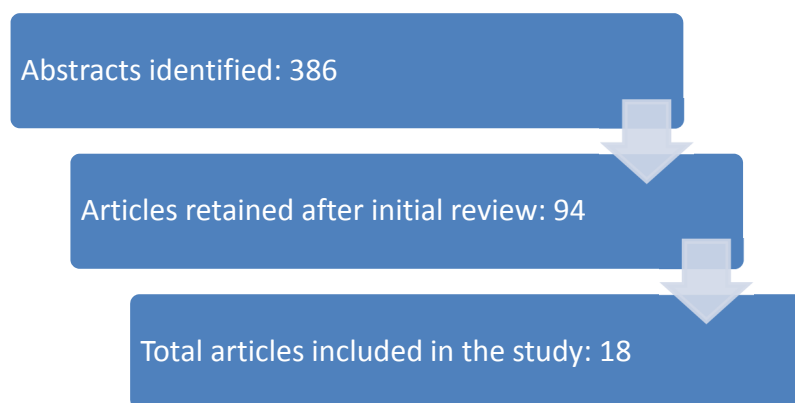 Abstracts identified: 386
Articles retained after initial review: 94
Total articles included in the study: 18